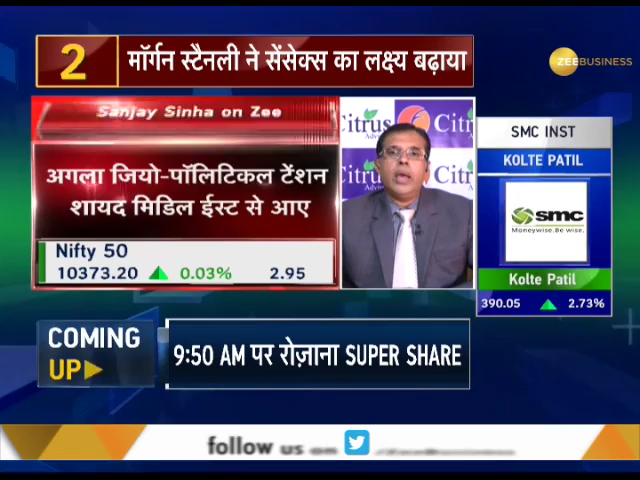 2
मॉर्गन स्टैनली ने सेंसेक्स का लक्ष्य बढ़ाया
ZEEBUSINESS
Sanjay Sinha on Zee
अगला जियो-पॉलिटिकल टेंशन
शायद मिडिल ईस्ट से आए
Nifty 50
10373.20 ▲ 0.03% 2.95
Citrus
Citr
Citrus
SMC INST
KOLTE PATIL
smc
Moneywise. Be wise.
Kolte Patil
390.05 ▲ 2.73%
COMING
UP▶
9:50 AM पर रोज़ाना SUPER SHARE
follow us on